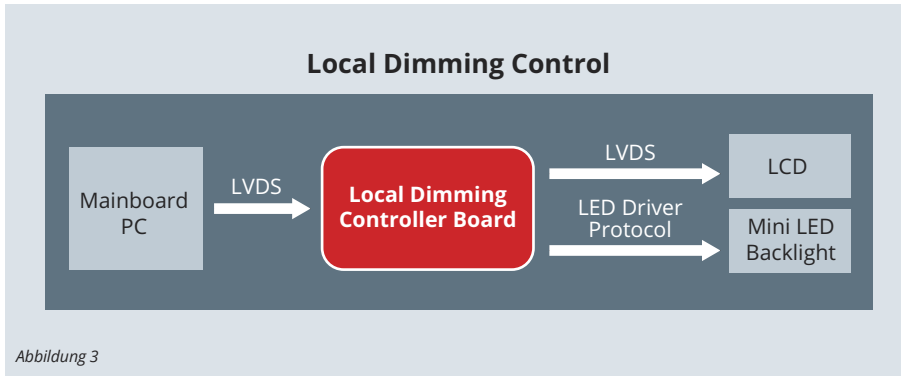 Local Dimming Control
Mainboard
PC
LVDS
Local Dimming
Controller Board
LVDS
LED Driver
Protocol
LCD
Mini LED
Backlight
Abbildung 3